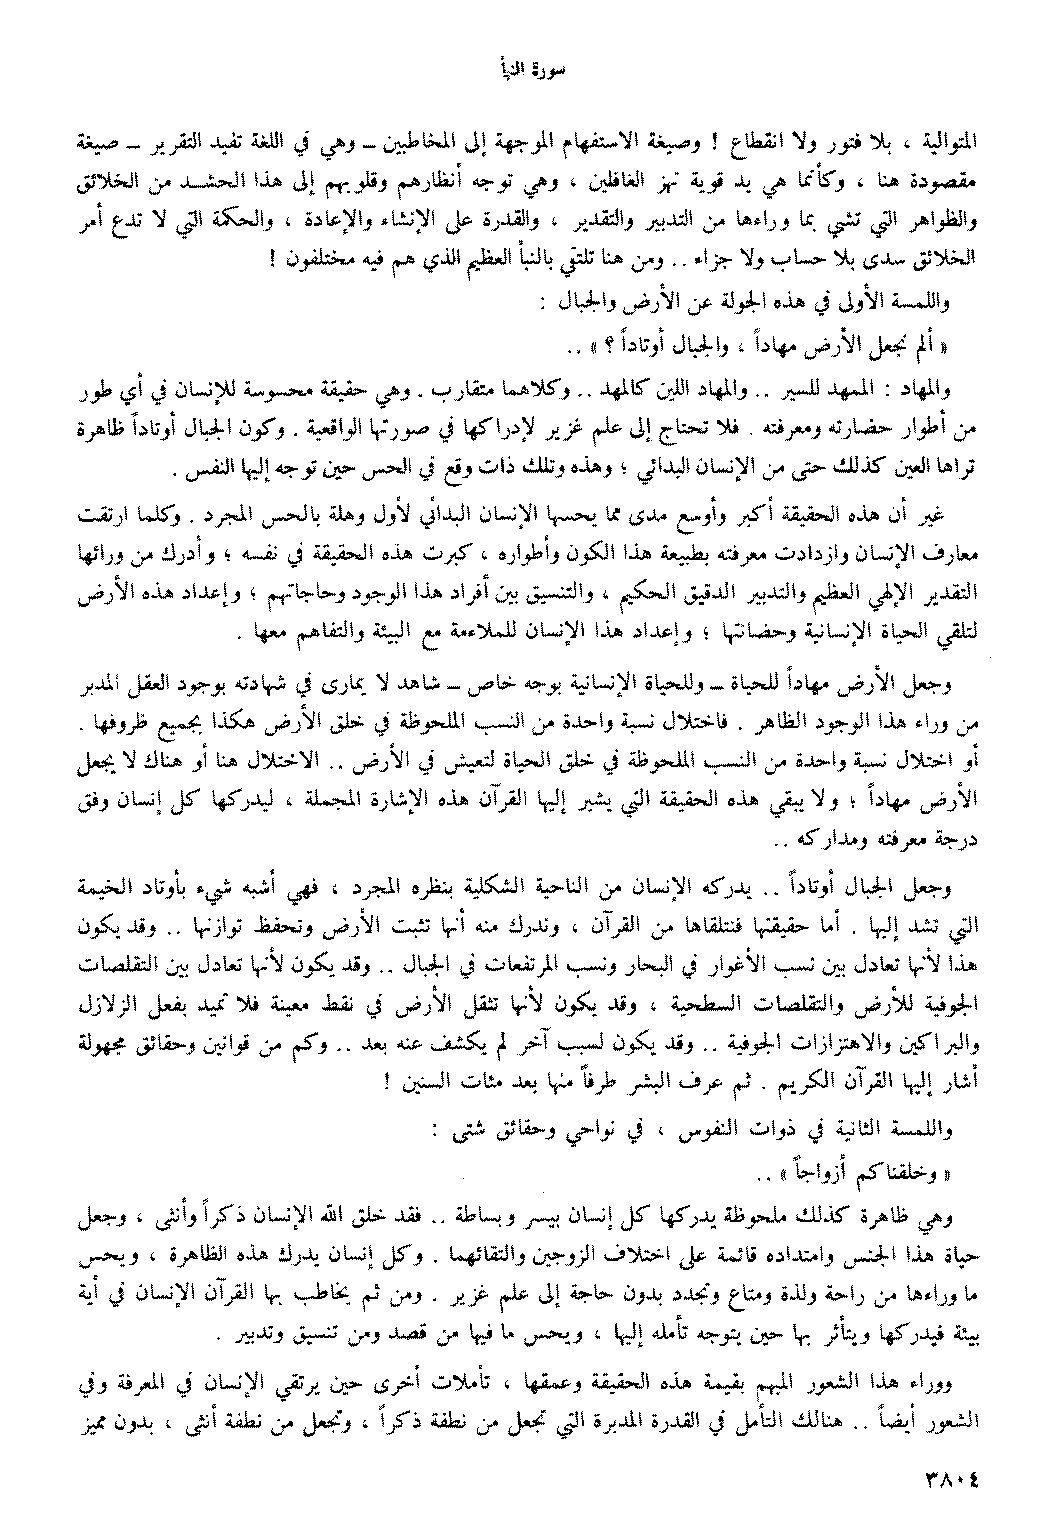 سورة النبأ
المتوالية ، بلا فتور ولا انقطاع ! وصيغة الاستفهام الموجهة إلى المخاطبين – وهي في اللغة تفيد التقرير – صيغة
مقصودة هنا ، وكأنما هي يد قوية تهز الغافلين ، وهي توجه أنظارهم وقلوبهم إلى هذا الحشد من الخلائق
والظواهر التي تشي بما وراءها من التدبير والتقدير ، والقدرة على الإنشاء والإعادة ، والحكمة التي لا تدع أمر
الخلائق سدى بلا حساب ولا جزاء .. ومن هنا تلتقي بالنبأ العظيم الذي هم فيه مختلفون !
واللمسة الأولى في هذه الجولة عن الأرض والجبال :
« ألم نجعل الأرض مهاداً ، والجبال أوتاداً ؟ » ..
والمهاد : الممهد للسير .. والمهاد اللين كالمهد .. وكلاهما متقارب . وهي حقيقة محسوسة للإنسان في أي طور
من أطوار حضارته ومعرفته . فلا تحتاج إلى علم غزير لإدراكها في صورتها الواقعية . وكون الجبال أوتاداً ظاهرة
تراها العين كذلك حتى من الإنسان البدائي ؛ وهذه وتلك ذات وقع في الحس حين توجه إليها النفس .
غير أن هذه الحقيقة أكبر وأوسع مدى مما يحسها الإنسان البدائي لأول وهلة بالحس المجرد . وكلما ارتقت
معارف الإنسان وازدادت معرفته بطبيعة هذا الكون وأطواره ، كبرت هذه الحقيقة في نفسه ؛ وأدرك من ورائها
التقدير الإلهي العظيم والتدبير الدقيق الحكيم ، والتنسيق بين أفراد هذا الوجود وحاجاتهم ؛ وإعداد هذه الأرض
لتلقي الحياة الإنسانية وحضانتها ؛ وإعداد هذا الإنسان للملاءمة مع البيئة والتفاهم معها .
وجعل الأرض مهاداً للحياة – وللحياة الإنسانية بوجه خاص – شاهد لا يمارى في شهادته بوجود العقل المدبر
من وراء هذا الوجود الظاهر . فاختلال نسبة واحدة من النسب الملحوظة في خلق الأرض هكذا بجميع ظروفها .
أو اختلال نسبة واحدة من النسب الملحوظة في خلق الحياة لتعيش في الأرض .. الاختلال هنا أو هناك لا يجعل
الأرض مهاداً ؛ ولا يبقي هذه الحقيقة التي يشير إليها القرآن هذه الإشارة المجملة ، ليدركها كل إنسان وفق
درجة معرفته ومداركه ..
وجعل الجبال أوتاداً .. يدركه الإنسان من الناحية الشكلية بنظره المجرد ، فهي أشبه شيء بأوتاد الخيمة
التي تشد إليها . أما حقيقتها فنتلقاها من القرآن ، وندرك منه أنها تثبت الأرض وتحفظ توازنها .. وقد يكون
هذا لأنها تعادل بين نسب الأغوار في البحار ونسب المرتفعات في الجبال .. وقد يكون لأنها تعادل بين التقلصات
الجوفية للأرض والتقلصات السطحية ، وقد يكون لأنها تثقل الأرض في نقط معينة فلا تميد بفعل الزلازل
والبراكين والاهتزازات الجوفية .. وقد يكون لسبب آخر لم يكشف عنه بعد .. وكم من قوانين وحقائق مجهولة
أشار إليها القرآن الكريم . ثم عرف البشر طرفاً منها بعد مئات السنين !
واللمسة الثانية في ذوات النفوس ، في نواحي وحقائق شتى :
« وخلقناكم أزواجاً » ..
وهي ظاهرة كذلك ملحوظة يدركها كل إنسان بيسر وبساطة .. فقد خلق الله الإنسان ذكراً وأنثى ، وجعل
حياة هذا الجنس وامتداده قائمة على اختلاف الزوجين والتقائهما . وكل إنسان يدرك هذه الظاهرة ، ويحس
ما وراءها من راحة ولذة ومتاع وتجدد بدون حاجة إلى علم غزير . ومن ثم يخاطب بها القرآن الإنسان في أية
بيئة فيدركها ويتأثر بها حين يتوجه تأمله إليها ، ويحس ما فيها من قصد ومن تنسيق وتدبير .
ووراء هذا الشعور المبهم بقيمة هذه الحقيقة وعمقها ، تأملات أخرى حين يرتقي الإنسان في المعرفة وفي
الشعور أيضاً .. هنالك التأمل في القدرة المدبرة التي تجعل من نطفة ذكراً ، وتجعل من نطفة أنثى ، بدون مميز
٣٨٠٤